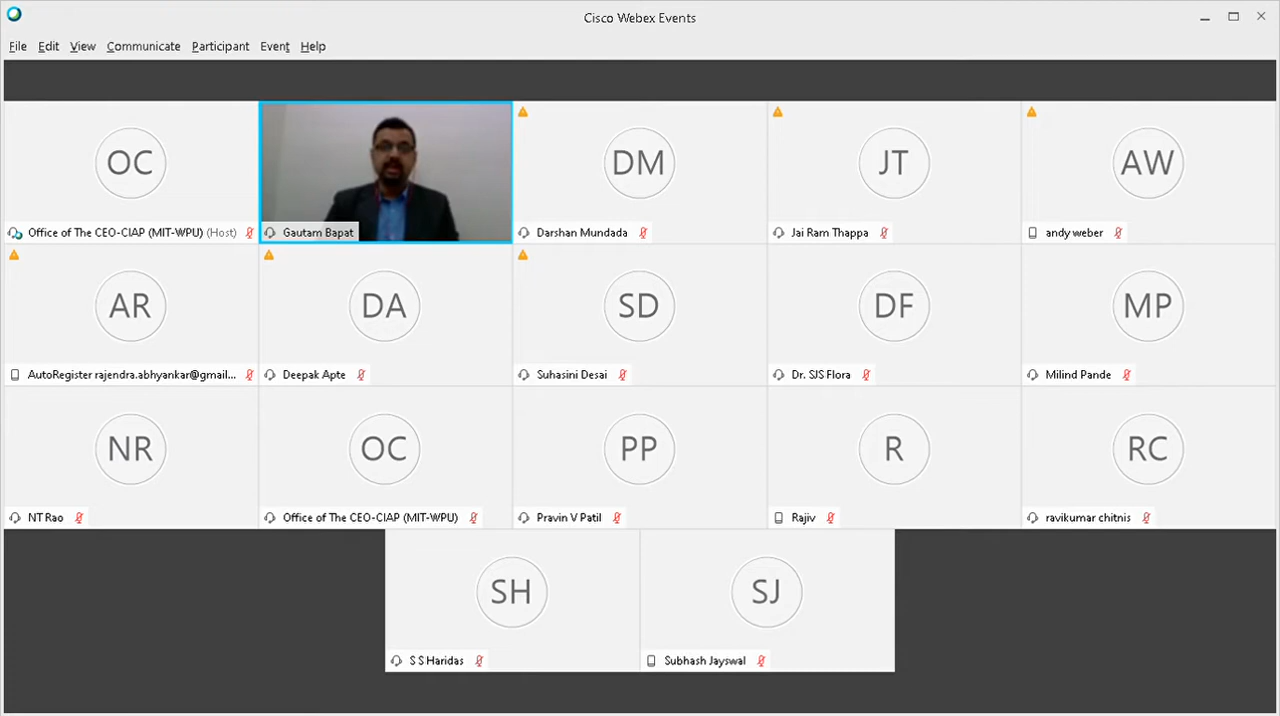 Cisco Webex Events
File Edit View Communicate Participant Event Help
OC
DM
JT
AW
Office of The CEO-CIAP (MIT-WPU) (Host)
Gautam Bapat
Darshan Mundada
Jai Ram Thappa
andy weber
AR
DA
SD
DF
MP
AutoRegister rajendra.abhyankar@gmail...
Deepak Apte
Suhasini Desai
Dr. SJS Flora
Milind Pande
NR
OC
PP
R
RC
NT Rao
Office of The CEO-CIAP (MIT-WPU)
Pravin V Patil
Rajiv
ravikumar chitnis
SH
SJ
S S Haridas
Subhash Jayswal